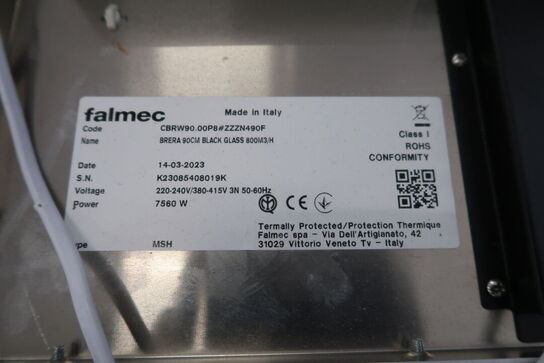 falmec
Made in Italy
Code CBRW90.00P8#ZZZN490F
Name BRERA 90CM BLACK GLASS 800M3/H
Class I
ROHS
CONFORMITY
Date 14-03-2023
S.N. K23085408019K
Voltage 220-240V/380-415V 3N 50-60Hz
Power 7560 W
CE
Termally Protected/Protection Thermique
Falmec spa - Via Dell'Artigianato, 42
31029 Vittorio Veneto Tv - Italy
ype MSH